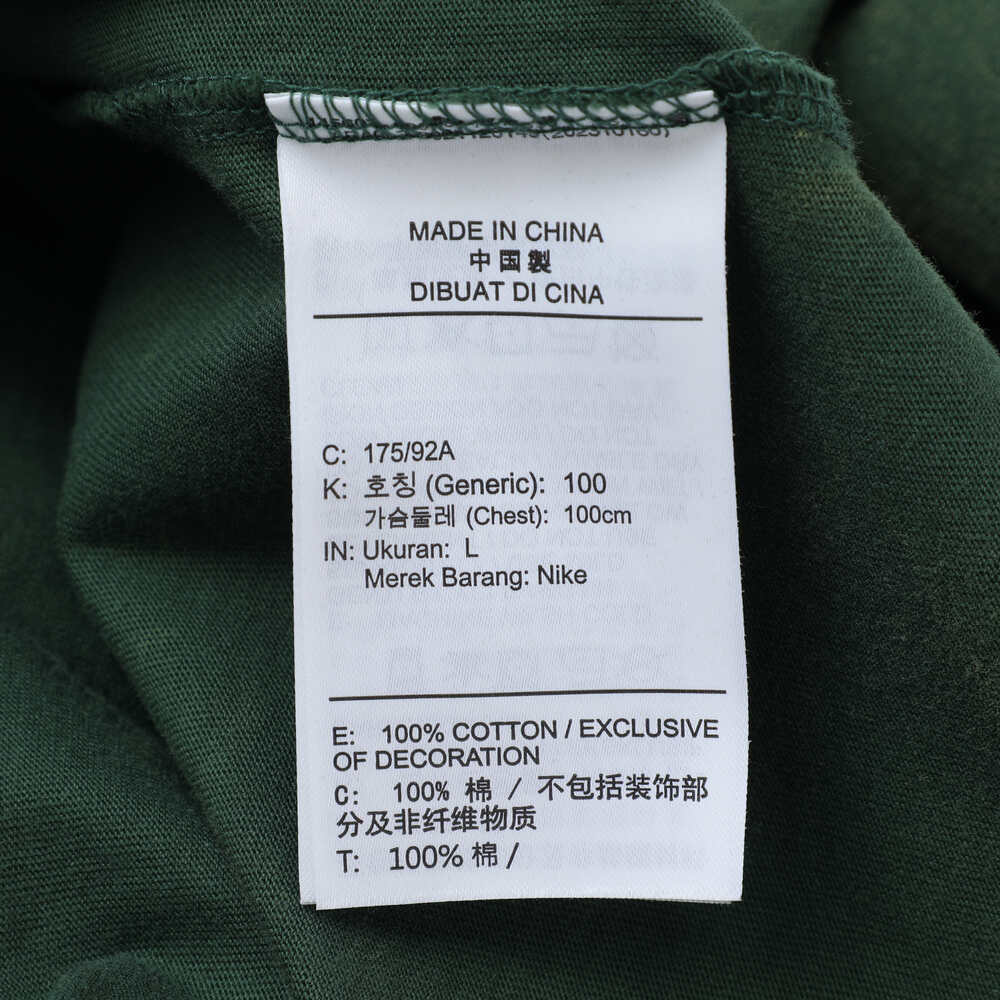 MADE IN CHINA
中国製
DIBUAT DI CINA
C: 175/92A
K: 호칭 (Generic): 100
가슴둘레 (Chest): 100cm
IN: Ukuran: L
Merek Barang: Nike
E: 100% COTTON / EXCLUSIVE
OF DECORATION
C: 100% 棉 / 不包括装饰部
分及非纤维物质
T: 100% 棉 /